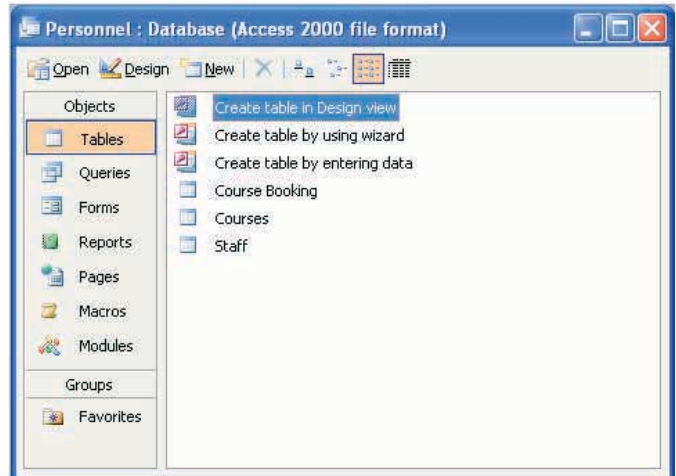 Personnel : Database (Access 2000 file format)
Open Design New
Objects
Tables
Queries
Forms
Reports
Pages
Macros
Modules
Groups
Favorites
Create table in Design view
Create table by using wizard
Create table by entering data
Course Booking
Courses
Staff